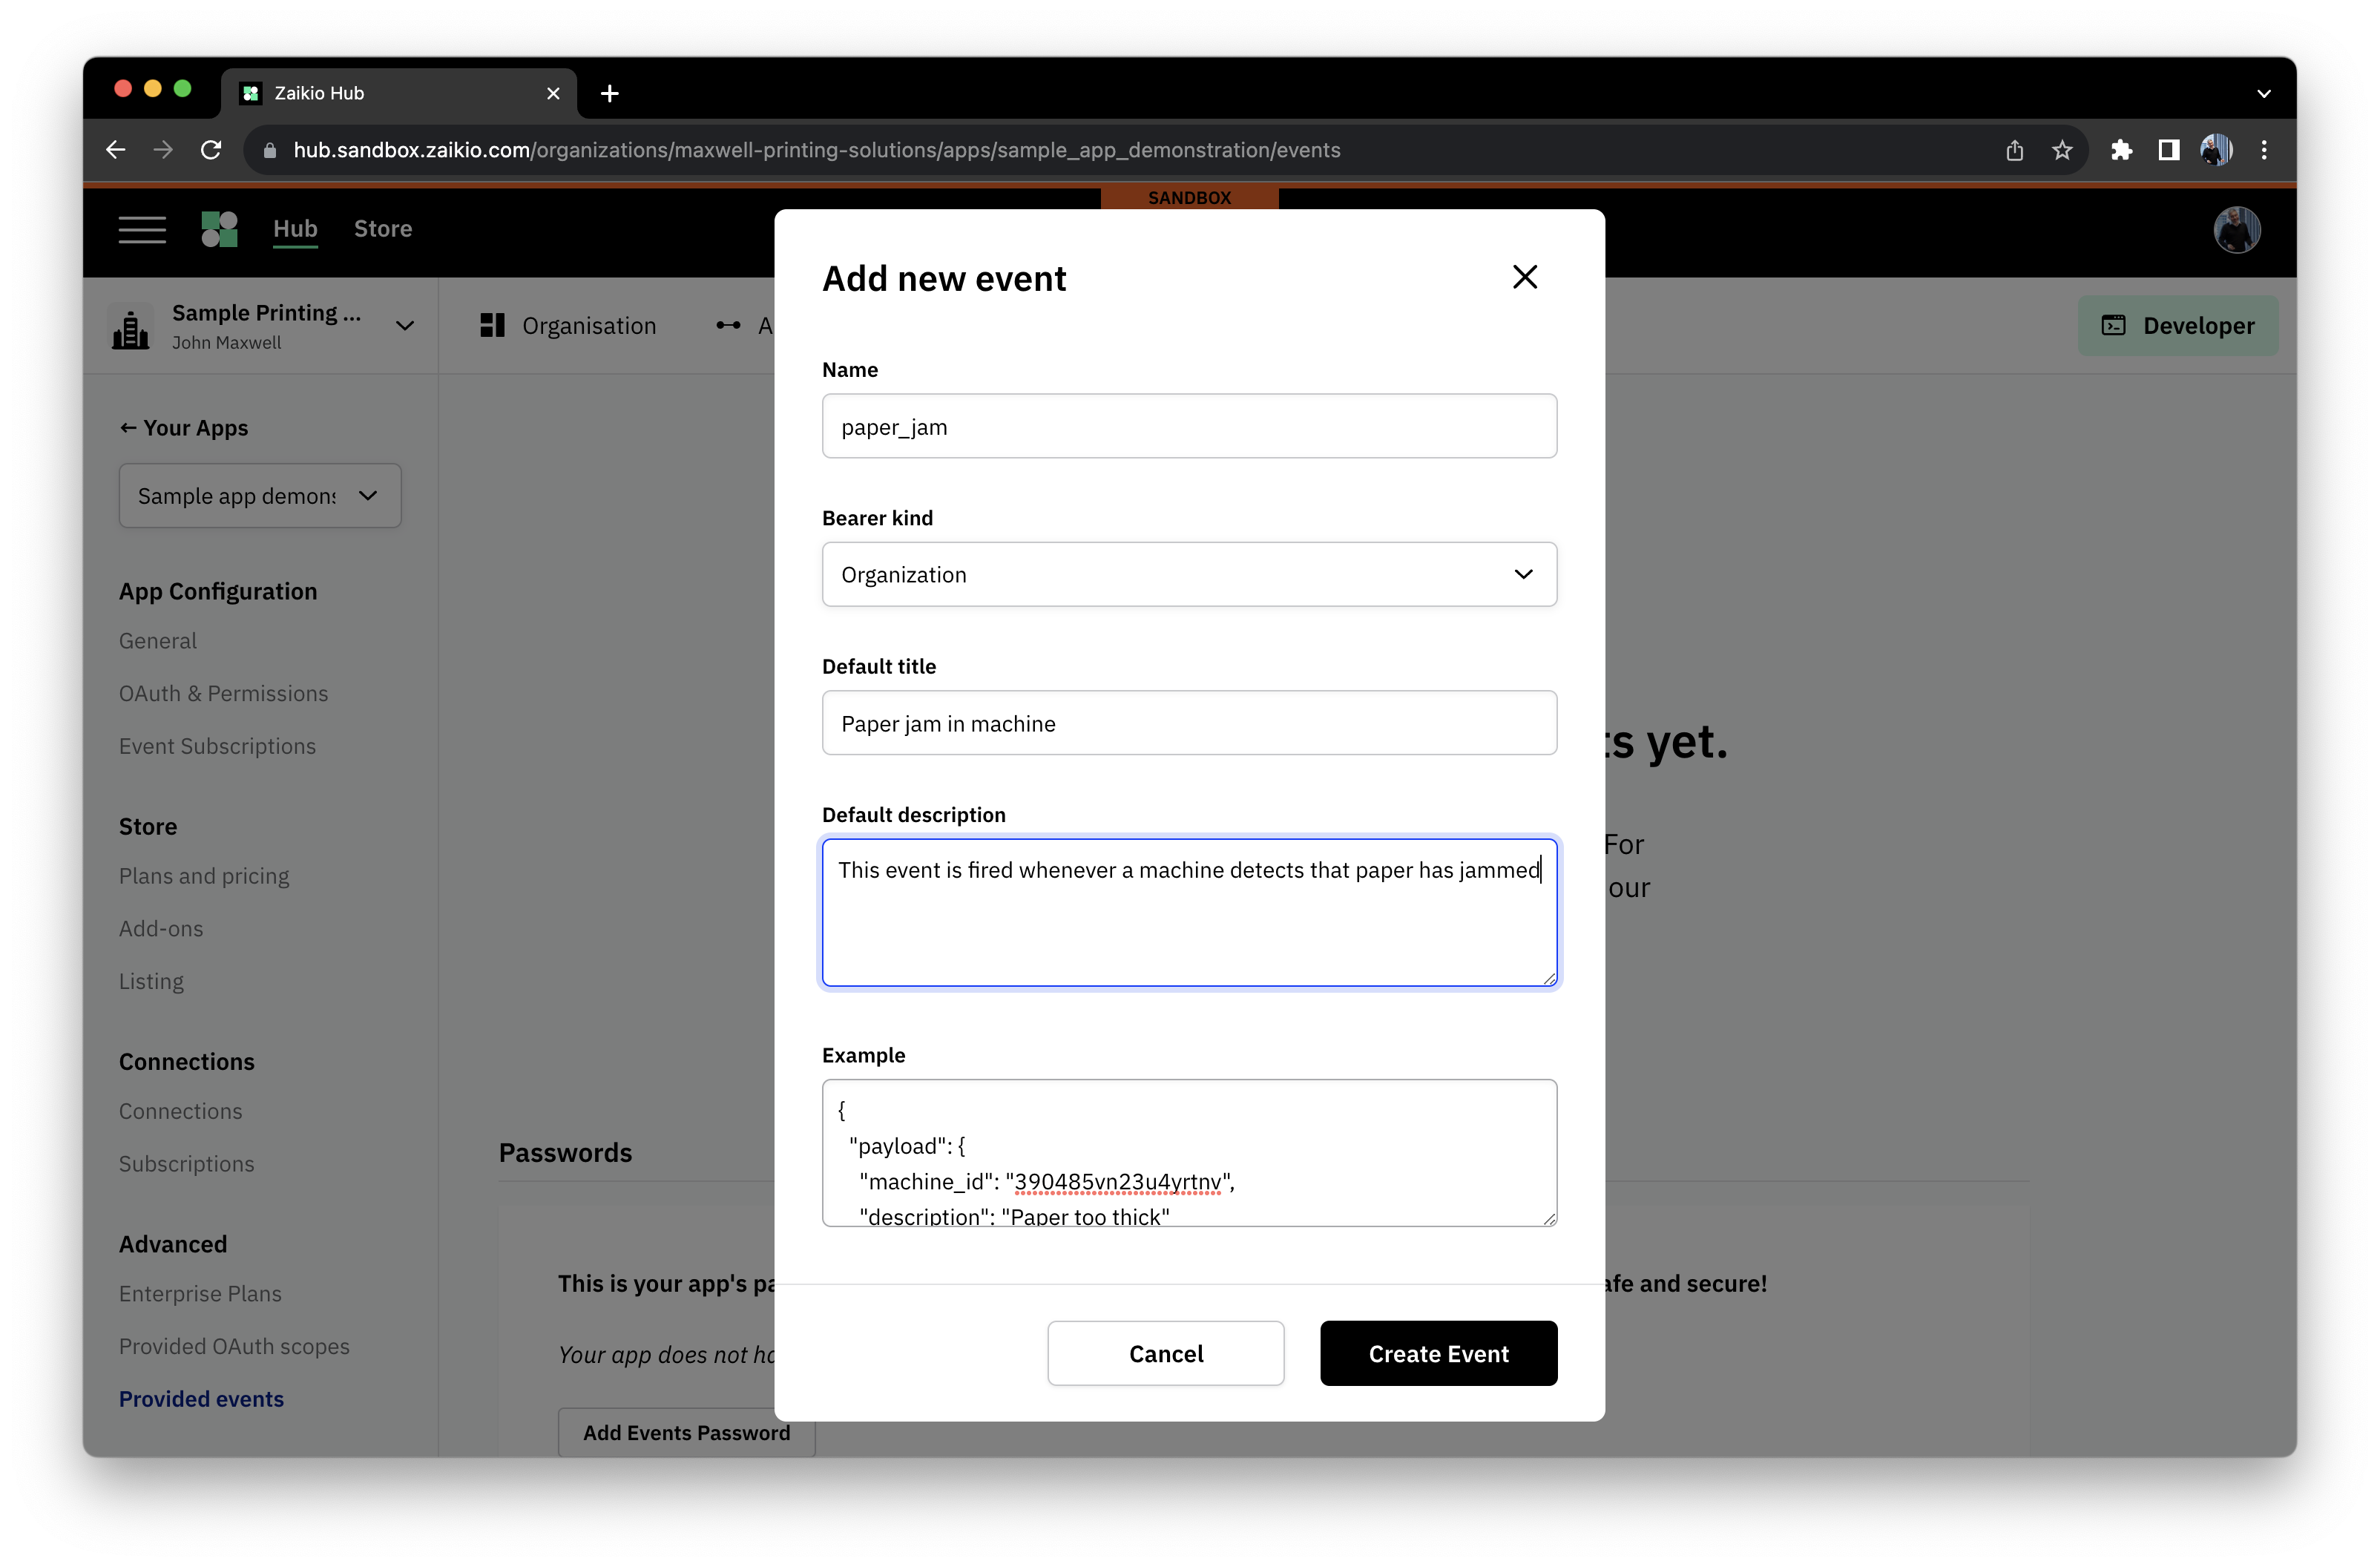 Zaikio Hub
hub.sandbox.zaikio.com/organizations/maxwell-printing-solutions/apps/sample_app_demonstration/events
SANDBOX
Hub
Store
Sample Printing ...
John Maxwell
Organisation
A
Developer
← Your Apps
Sample app demons
App Configuration
General
OAuth & Permissions
Event Subscriptions
Store
Plans and pricing
Add-ons
Listing
Connections
Connections
Subscriptions
Advanced
Enterprise Plans
Provided OAuth scopes
Provided events
Add new event
Name
paper_jam
Bearer kind
Organization
Default title
Paper jam in machine
Default description
This event is fired whenever a machine detects that paper has jammed
Example
{
"payload": {
"machine_id": "390485vn23u4yrtnv",
"description": "Paper too thick"
Cancel
Create Event
ts yet.
For
our
Passwords
This is your app's pa
afe and secure!
Your app does not ha
Add Events Password